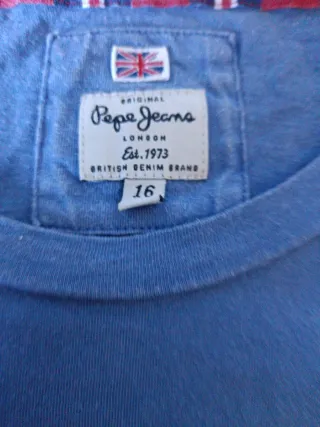 ORIGINAL
Pepe Jeans
LONDON
Est. 1973
BRITISH DENIM BRAND
16